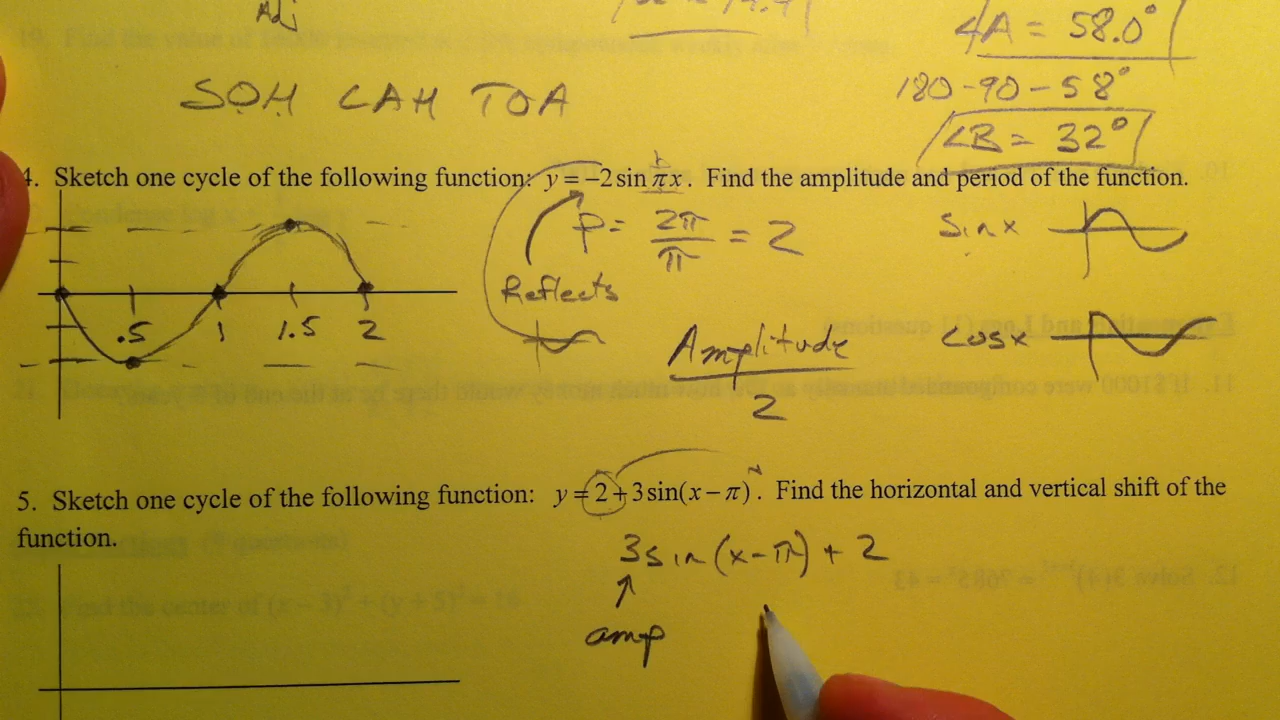 Adj
∠A = 58.0°
180-90-58°
SOH CAH TOA
∠B = 32°
4. Sketch one cycle of the following function: y = −2 sin πx. Find the amplitude and period of the function.
P = 2π/π = 2
sin x
Reflects
.5 1 1.5 2
Amplitude
2
cos x
5. Sketch one cycle of the following function: y = 2 + 3 sin(x − π). Find the horizontal and vertical shift of the
function.
3 sin (x-π) + 2
amp